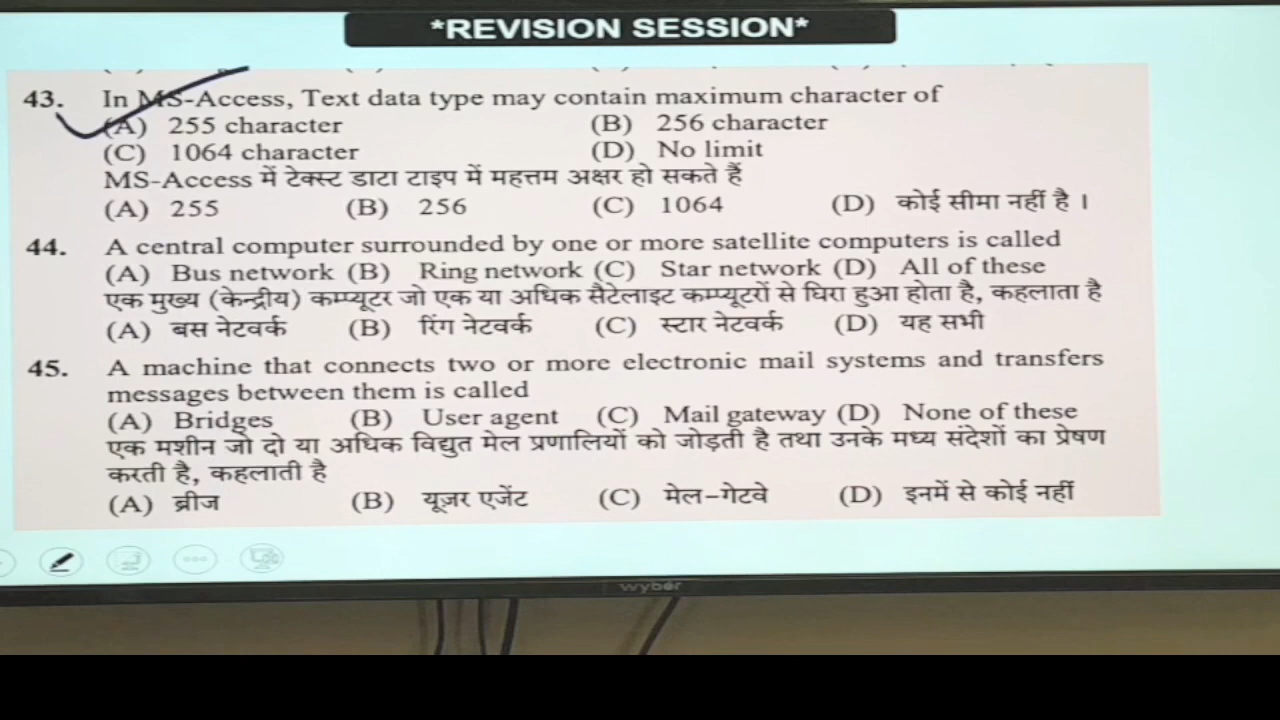 *REVISION SESSION*
43. In MS-Access, Text data type may contain maximum character of
(A) 255 character (B) 256 character
(C) 1064 character (D) No limit
MS-Access में टेक्स्ट डाटा टाइप में महत्तम अक्षर हो सकते हैं
(A) 255 (B) 256 (C) 1064 (D) कोई सीमा नहीं है ।
44. A central computer surrounded by one or more satellite computers is called
(A) Bus network (B) Ring network (C) Star network (D) All of these
एक मुख्य (केन्द्रीय) कम्प्यूटर जो एक या अधिक सैटेलाइट कम्प्यूटरों से घिरा हुआ होता है, कहलाता है
(A) बस नेटवर्क (B) रिंग नेटवर्क (C) स्टार नेटवर्क (D) यह सभी
45. A machine that connects two or more electronic mail systems and transfers
messages between them is called
(A) Bridges (B) User agent (C) Mail gateway (D) None of these
एक मशीन जो दो या अधिक विद्युत मेल प्रणालियों को जोड़ती है तथा उनके मध्य संदेशों का प्रेषण
करती है, कहलाती है
(A) ब्रीज (B) यूज़र एजेंट (C) मेल-गेटवे (D) इनमें से कोई नहीं
wybor